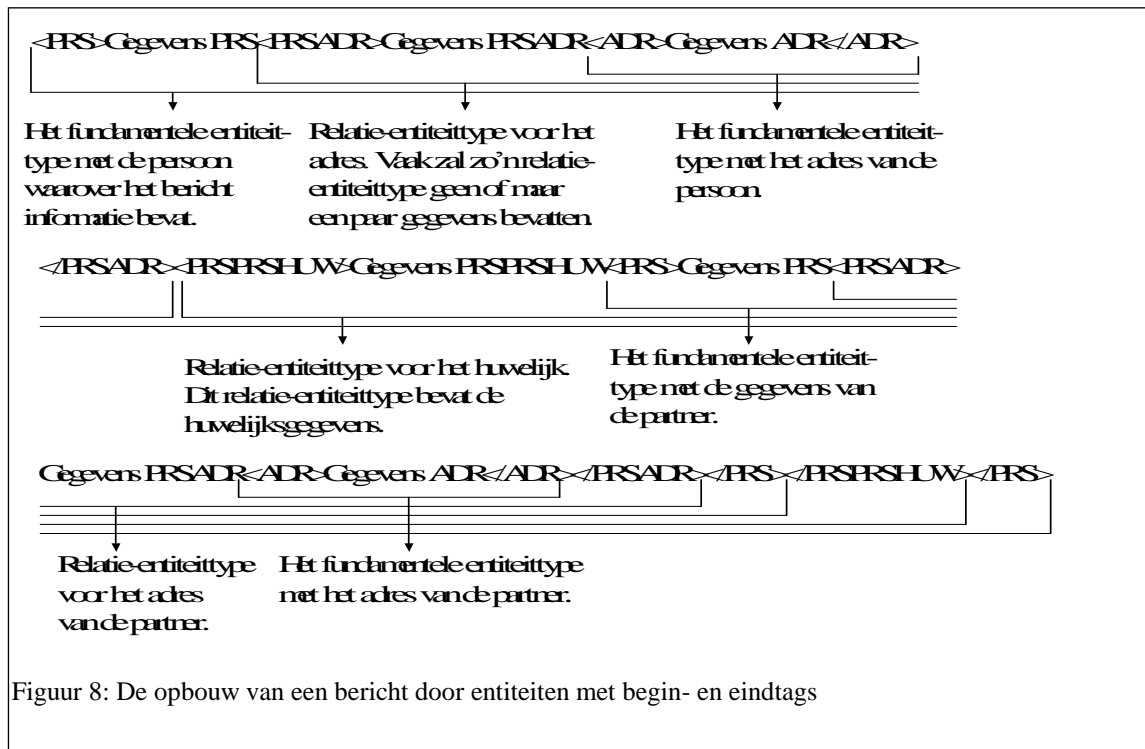 <PRS>Gegevens PRS<PRSADR>Gegevens PRSADR<ADR>Gegevens ADR</ADR>
Het fundamentele entiteit-
type met de persoon
waarover het bericht
informatie bevat.
Relatie-entiteittype voor het
adres. Vaak zal zo'n relatie-
entiteittype geen of maar
een paar gegevens bevatten.
Het fundamentele entiteit-
type met het adres van de
persoon.
</PRSADR><PRSPRSHUW>Gegevens PRSPRSHUW<PRS>Gegevens PRS<PRSADR>
Relatie-entiteittype voor het huwelijk.
Dit relatie-entiteittype bevat de
huwelijksgegevens.
Het fundamentele entiteit-
type met de gegevens van
de partner.
Gegevens PRSADR<ADR>Gegevens ADR</ADR></PRSADR></PRS></PRSPRSHUW></PRS>
Relatie-entiteittype
voor het adres
van de partner.
Het fundamentele entiteittype
met het adres van de partner.
Figuur 8: De opbouw van een bericht door entiteiten met begin- en eindtags